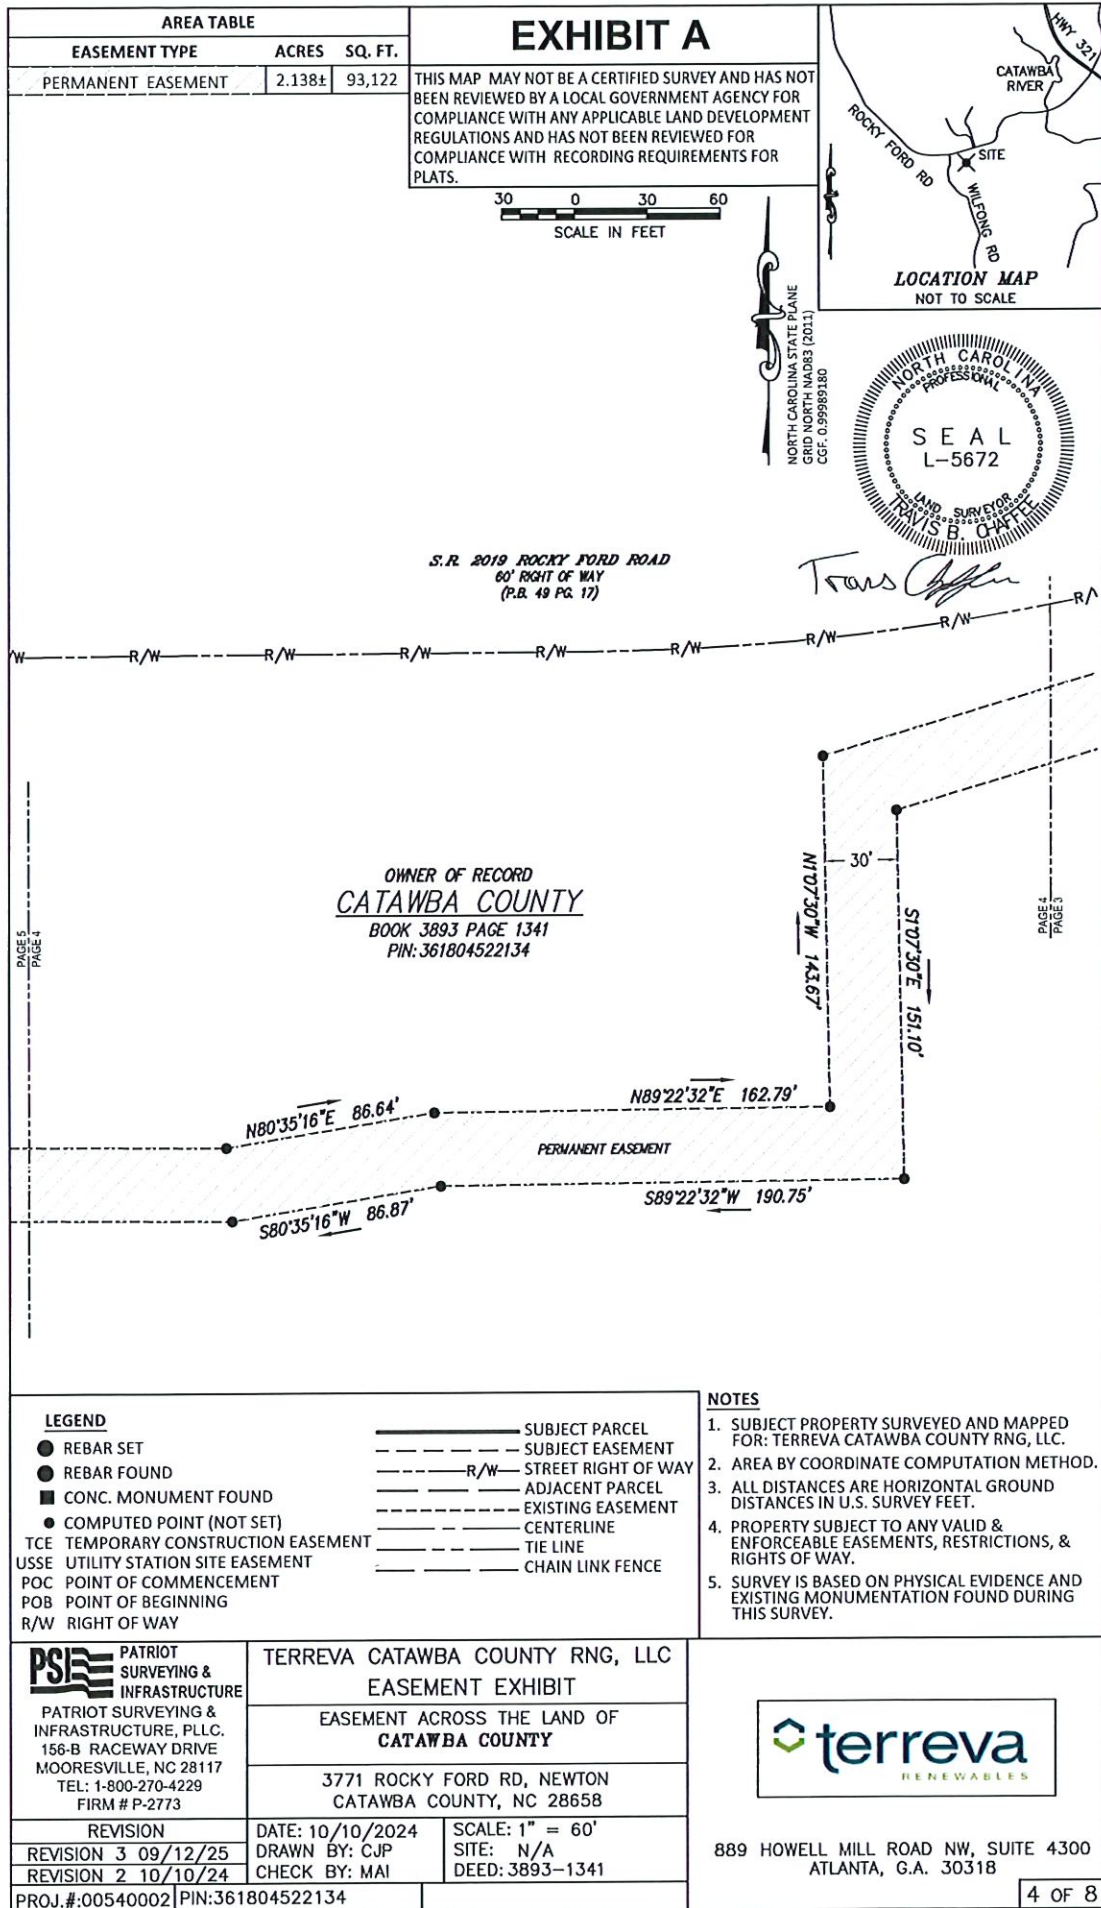 AREA TABLE
EASEMENT TYPE ACRES SQ. FT.
PERMANENT EASEMENT 2.138± 93,122
EXHIBIT A
THIS MAP MAY NOT BE A CERTIFIED SURVEY AND HAS NOT
BEEN REVIEWED BY A LOCAL GOVERNMENT AGENCY FOR
COMPLIANCE WITH ANY APPLICABLE LAND DEVELOPMENT
REGULATIONS AND HAS NOT BEEN REVIEWED FOR
COMPLIANCE WITH RECORDING REQUIREMENTS FOR
PLATS.
30 0 30 60
SCALE IN FEET
HWY 321
CATAWBA
RIVER
ROCKY FORD RD
SITE
WILFONG RD
LOCATION MAP
NOT TO SCALE
NORTH CAROLINA STATE PLANE
GRID NORTH NAD83 (2011)
CGF. 0.99989180
NORTH CAROLINA
PROFESSIONAL
SEAL
L-5672
LAND SURVEYOR
TRAVIS B. CHAFFEE
S.R. 2019 ROCKY FORD ROAD
60' RIGHT OF WAY
(P.B. 49 PG. 17)
/W R/W R/W R/W R/W R/W R/W R/W R/
OWNER OF RECORD
CATAWBA COUNTY
BOOK 3893 PAGE 1341
PIN: 361804522134
PAGE 5
PAGE 4
30'
N1°07'30"W 143.67'
S1°07'30"E 151.10'
PAGE 4
PAGE 3
N80°35'16"E 86.64'
N89°22'32"E 162.79'
PERMANENT EASEMENT
S80°35'16"W 86.87'
S89°22'32"W 190.75'
LEGEND
REBAR SET
REBAR FOUND
CONC. MONUMENT FOUND
COMPUTED POINT (NOT SET)
TCE TEMPORARY CONSTRUCTION EASEMENT
USSE UTILITY STATION SITE EASEMENT
POC POINT OF COMMENCEMENT
POB POINT OF BEGINNING
R/W RIGHT OF WAY
SUBJECT PARCEL
SUBJECT EASEMENT
R/W STREET RIGHT OF WAY
ADJACENT PARCEL
EXISTING EASEMENT
CENTERLINE
TIE LINE
CHAIN LINK FENCE
NOTES
1. SUBJECT PROPERTY SURVEYED AND MAPPED
FOR: TERREVA CATAWBA COUNTY RNG, LLC.
2. AREA BY COORDINATE COMPUTATION METHOD.
3. ALL DISTANCES ARE HORIZONTAL GROUND
DISTANCES IN U.S. SURVEY FEET.
4. PROPERTY SUBJECT TO ANY VALID &
ENFORCEABLE EASEMENTS, RESTRICTIONS, &
RIGHTS OF WAY.
5. SURVEY IS BASED ON PHYSICAL EVIDENCE AND
EXISTING MONUMENTATION FOUND DURING
THIS SURVEY.
PSI PATRIOT
SURVEYING &
INFRASTRUCTURE
PATRIOT SURVEYING &
INFRASTRUCTURE, PLLC.
156-B RACEWAY DRIVE
MOORESVILLE, NC 28117
TEL: 1-800-270-4229
FIRM # P-2773
REVISION
REVISION 3 09/12/25
REVISION 2 10/10/24
PROJ.#:00540002 PIN:361804522134
TERREVA CATAWBA COUNTY RNG, LLC
EASEMENT EXHIBIT
EASEMENT ACROSS THE LAND OF
CATAWBA COUNTY
3771 ROCKY FORD RD, NEWTON
CATAWBA COUNTY, NC 28658
DATE: 10/10/2024
DRAWN BY: CJP
CHECK BY: MAI
SCALE: 1" = 60'
SITE: N/A
DEED: 3893-1341
terreva
RENEWABLES
889 HOWELL MILL ROAD NW, SUITE 4300
ATLANTA, G.A. 30318
4 OF 8